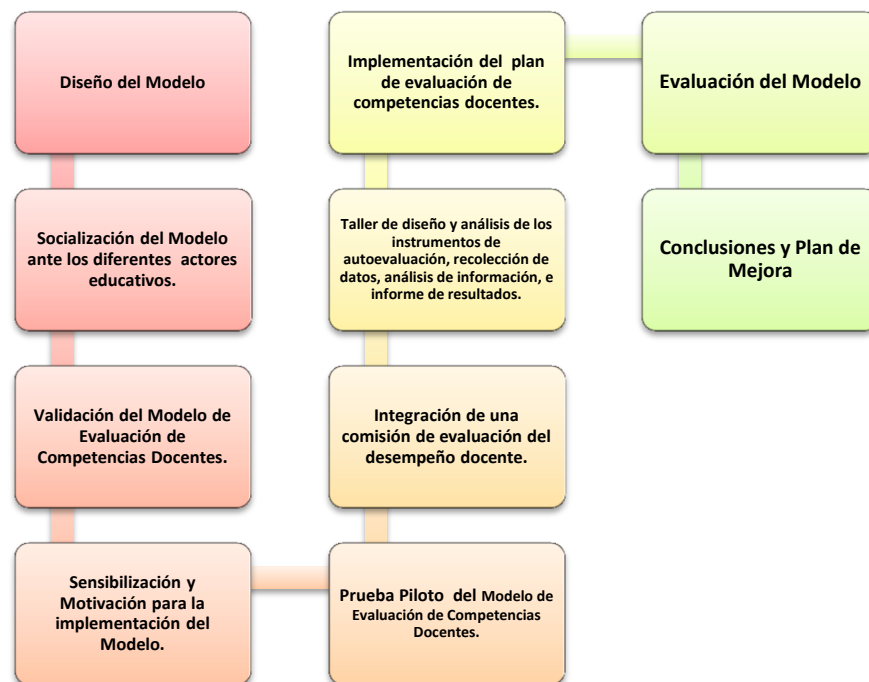 Diseño del Modelo
Socialización del Modelo
ante los diferentes actores
educativos.
Validación del Modelo de
Evaluación de
Competencias Docentes.
Sensibilización y
Motivación para la
implementación del
Modelo.
Prueba Piloto del Modelo de
Evaluación de Competencias
Docentes.
Integración de una
comisión de evaluación del
desempeño docente.
Taller de diseño y análisis de los
instrumentos de
autoevaluación, recolección de
datos, análisis de información, e
informe de resultados.
Implementación del plan
de evaluación de
competencias docentes.
Evaluación del Modelo
Conclusiones y Plan de
Mejora